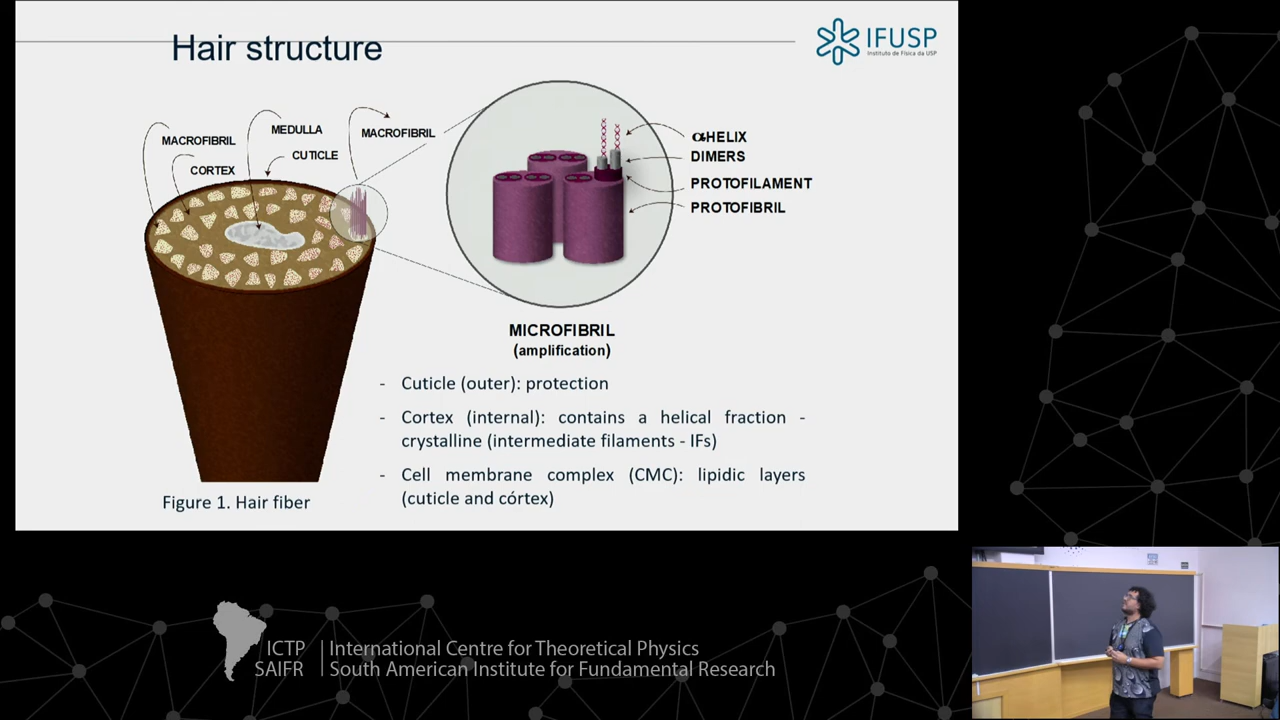 Hair structure
IFUSP
Instituto de Física da USP
MACROFIBRIL
MEDULLA
MACROFIBRIL
CORTEX
CUTICLE
α-HELIX
DIMERS
PROTOFILAMENT
PROTOFIBRIL
MICROFIBRIL
(amplification)
- Cuticle (outer): protection
- Cortex (internal): contains a helical fraction -
crystalline (intermediate filaments - IFs)
- Cell membrane complex (CMC): lipidic layers
(cuticle and córtex)
Figure 1. Hair fiber
ICTP
SAIFR
International Centre for Theoretical Physics
South American Institute for Fundamental Research